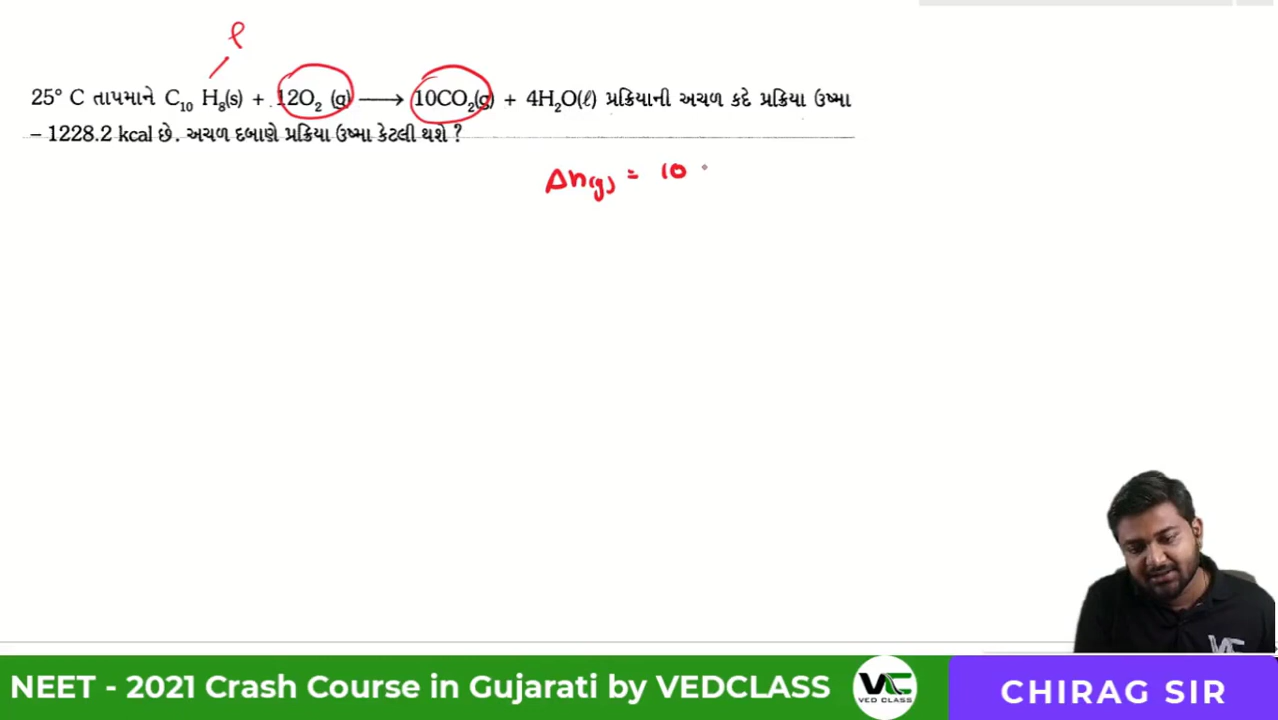 ℓ
25° C તાપમાને C₁₀ H₈(s) + 12O₂ (g) ⟶ 10CO₂(g) + 4H₂O(ℓ) પ્રક્રિયાની અચળ કદે પ્રક્રિયા ઉષ્મા
– 1228.2 kcal છે. અચળ દબાણે પ્રક્રિયા ઉષ્મા કેટલી થશે ?
Δn(g) = 10
NEET - 2021 Crash Course in Gujarati by VEDCLASS
VC
VED CLASS
CHIRAG SIR